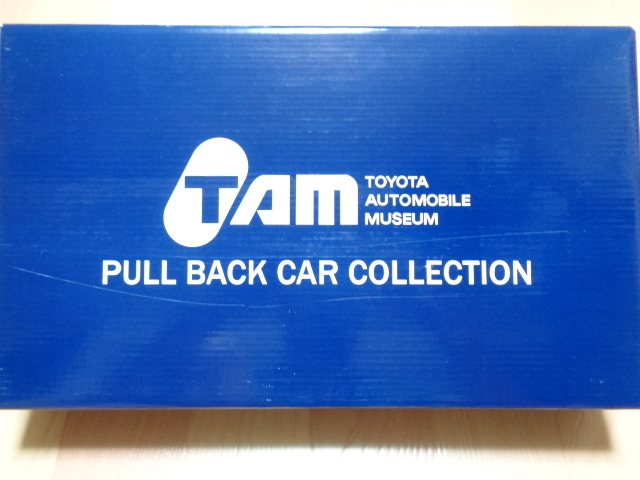 TAM
TOYOTA
AUTOMOBILE
MUSEUM
PULL BACK CAR COLLECTION